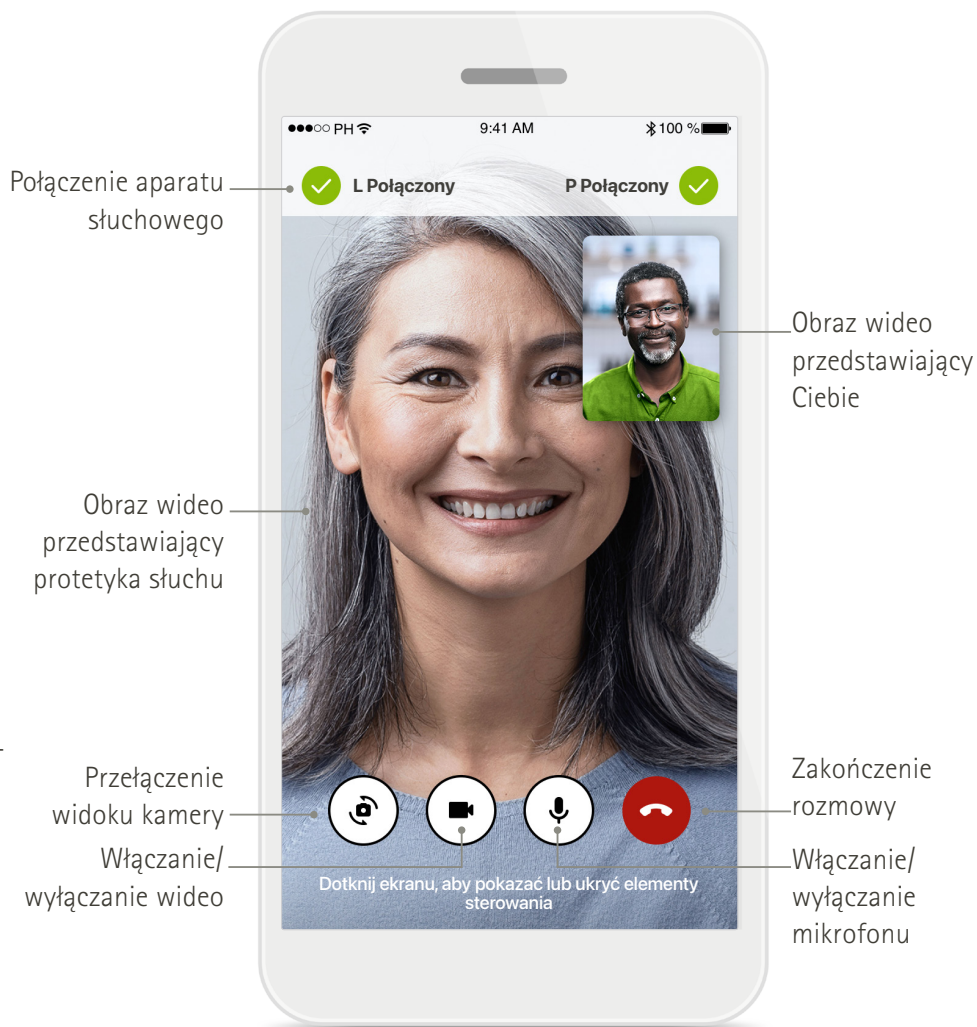 PH
9:41 AM
100 %
L Połączony
P Połączony
Połączenie aparatu
słuchowego
Obraz wideo
przedstawiający
Ciebie
Obraz wideo
przedstawiający
protetyka słuchu
Przełączenie
widoku kamery
Włączanie/
wyłączanie wideo
Zakończenie
rozmowy
Włączanie/
wyłączanie
mikrofonu
Dotknij ekranu, aby pokazać lub ukryć elementy
sterowania